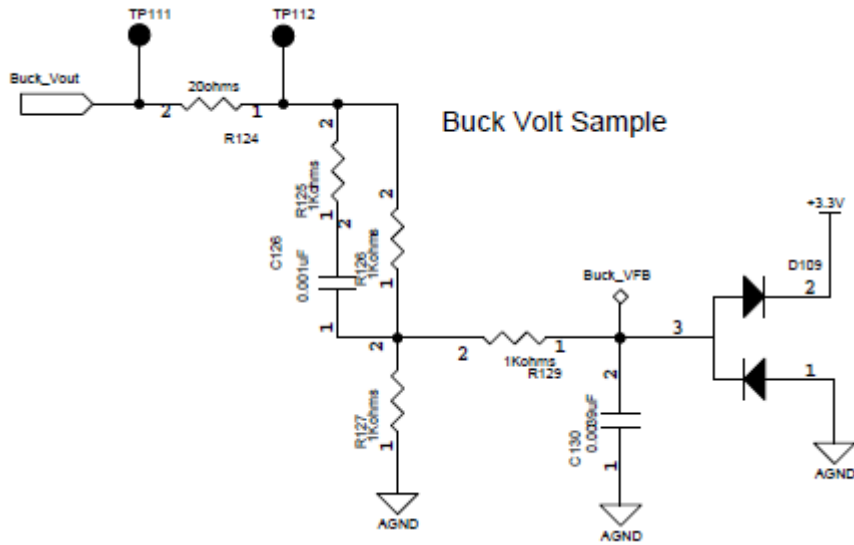 TP111
TP112
Buck_Vout
20ohms
2
1
R124
Buck Volt Sample
2
2
R125
1Kohms
1
2
C126
0.001uF
R126
1Kohms
1
1
+3.3V
D109
2
Buck_VFB
3
2
2
1
1Kohms
R129
1
2
R127
1Kohms
1
C130
0.0039uF
1
AGND
AGND
AGND